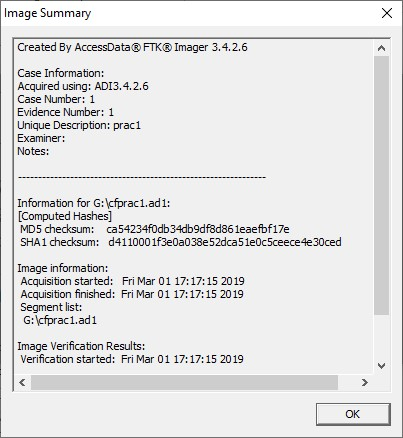 Image Summary
Created By AccessData® FTK® Imager 3.4.2.6
Case Information:
Acquired using: ADI3.4.2.6
Case Number: 1
Evidence Number: 1
Unique Description: prac1
Examiner:
Notes:
--------------------------------------------------------------
Information for G:\cfprac1.ad1:
[Computed Hashes]
MD5 checksum: ca54234f0db34db9df8d861eaefbf17e
SHA1 checksum: d4110001f3e0a038e52dca51e0c5ceece4e30ced
Image information:
Acquisition started: Fri Mar 01 17:17:15 2019
Acquisition finished: Fri Mar 01 17:17:15 2019
Segment list:
G:\cfprac1.ad1
Image Verification Results:
Verification started: Fri Mar 01 17:17:15 2019
OK